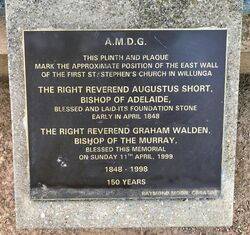 A.M.D.G.
THIS PLINTH AND PLAQUE
MARK THE APPROXIMATE POSITION OF THE EAST WALL
OF THE FIRST ST. STEPHEN'S CHURCH IN WILLUNGA
THE RIGHT REVEREND AUGUSTUS SHORT,
BISHOP OF ADELAIDE,
BLESSED AND LAID ITS FOUNDATION STONE
EARLY IN APRIL 1848
THE RIGHT REVEREND GRAHAM WALDEN,
BISHOP OF THE MURRAY,
BLESSED THIS MEMORIAL
ON SUNDAY 11TH APRIL, 1999
1848 - 1998
150 YEARS